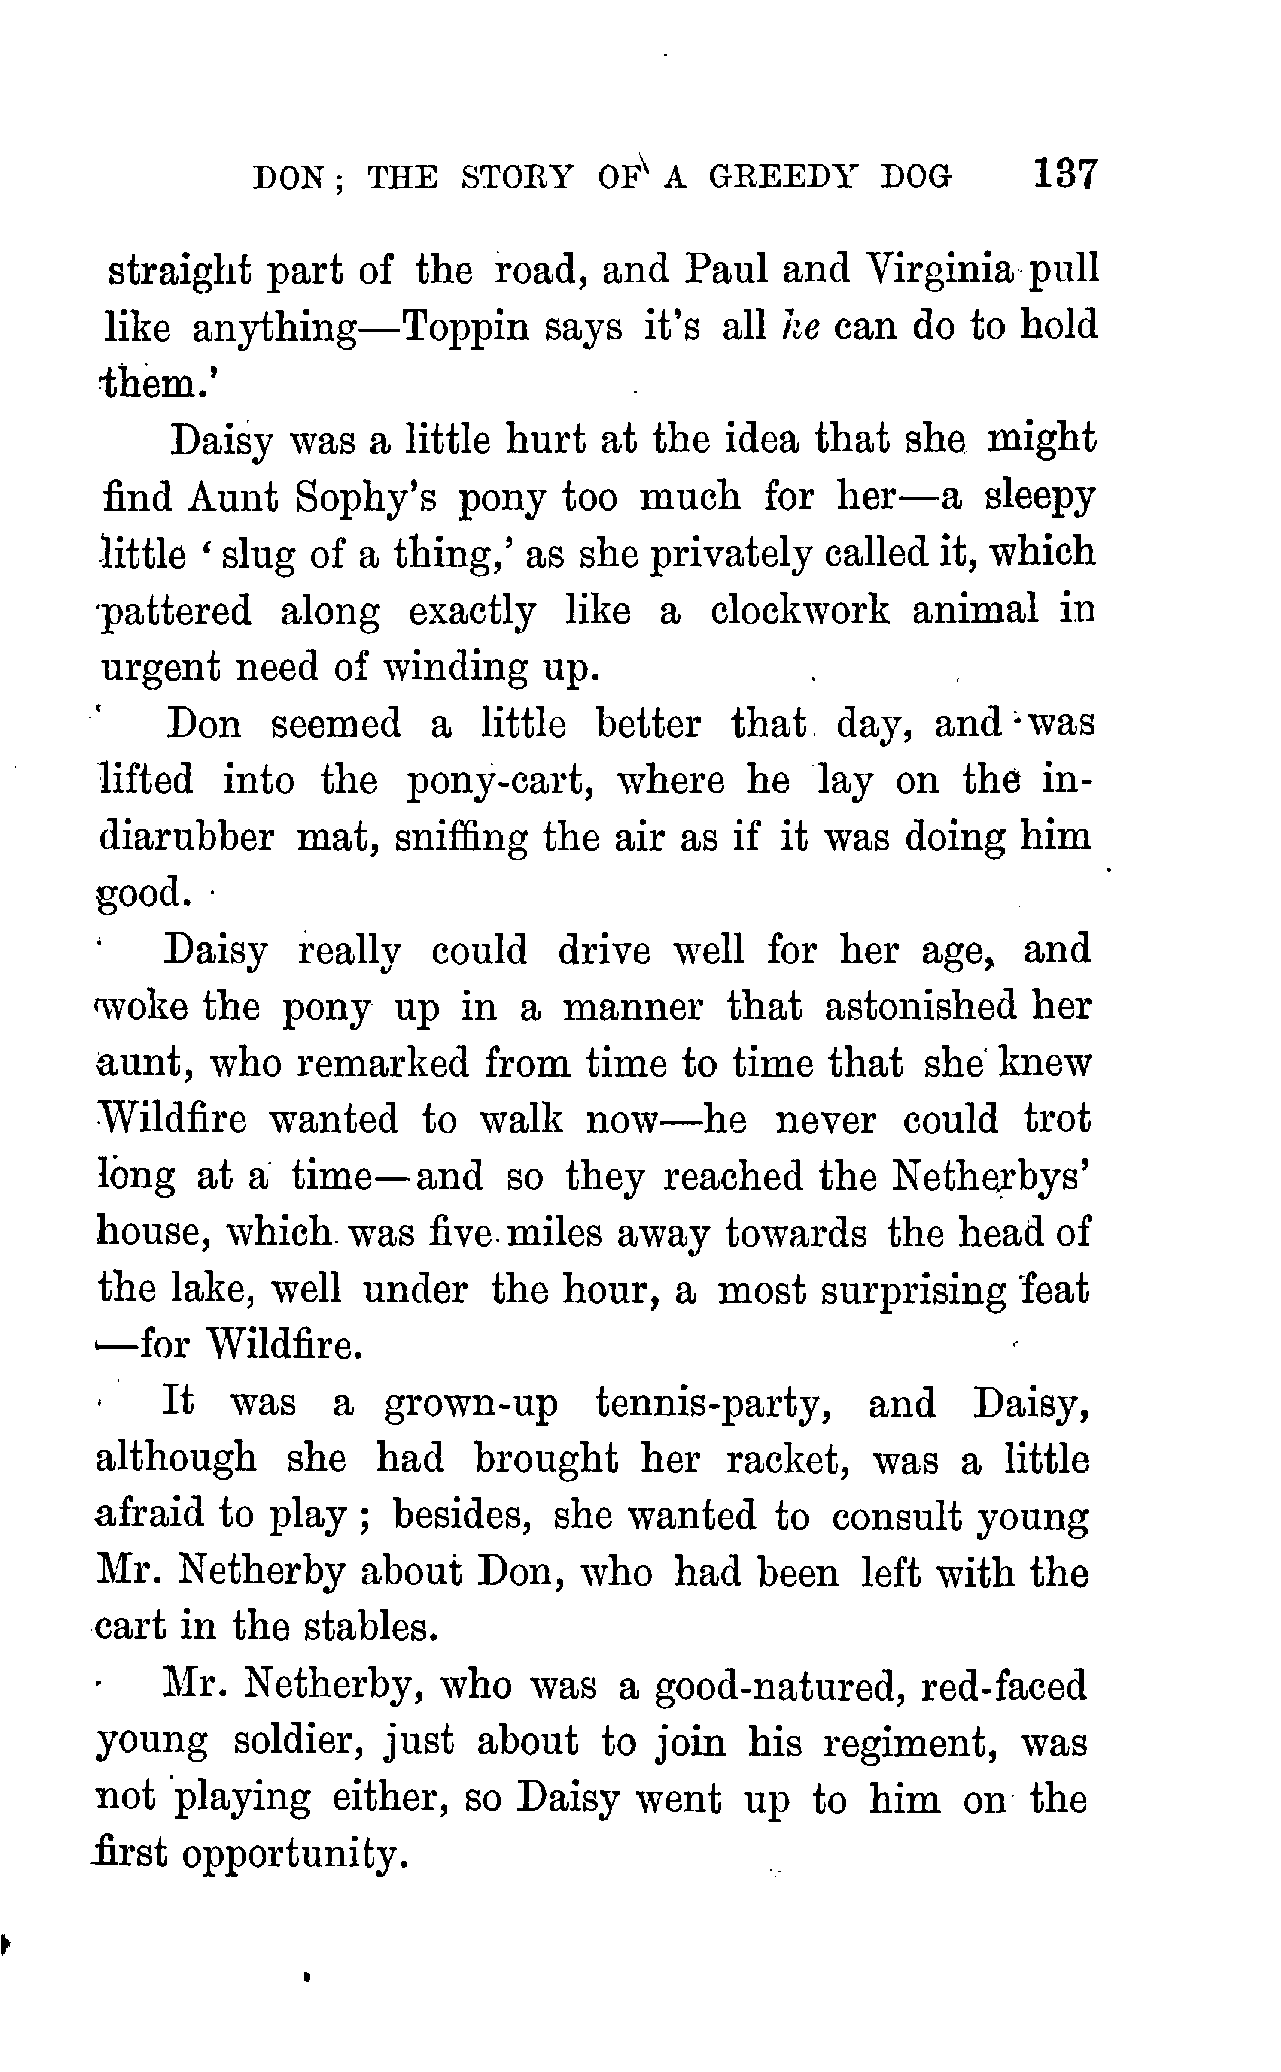 DON ; THE STORY OF A GREEDY DOG 137
straight part of the road, and Paul and Virginia pull
like anything—Toppin says it's all he can do to hold
them.'
Daisy was a little hurt at the idea that she might
find Aunt Sophy's pony too much for her—a sleepy
little ‘ slug of a thing,’ as she privately called it, which
pattered along exactly like a clockwork animal in
urgent need of winding up.
Don seemed a little better that day, and was
lifted into the pony-cart, where he lay on the in-
diarubber mat, sniffing the air as if it was doing him
good.
Daisy really could drive well for her age, and
woke the pony up in a manner that astonished her
aunt, who remarked from time to time that she knew
Wildfire wanted to walk now—he never could trot
long at a time—and so they reached the Netherbys'
house, which was five miles away towards the head of
the lake, well under the hour, a most surprising feat
—for Wildfire.
It was a grown-up tennis-party, and Daisy,
although she had brought her racket, was a little
afraid to play ; besides, she wanted to consult young
Mr. Netherby about Don, who had been left with the
cart in the stables.
Mr. Netherby, who was a good-natured, red-faced
young soldier, just about to join his regiment, was
not playing either, so Daisy went up to him on the
first opportunity.